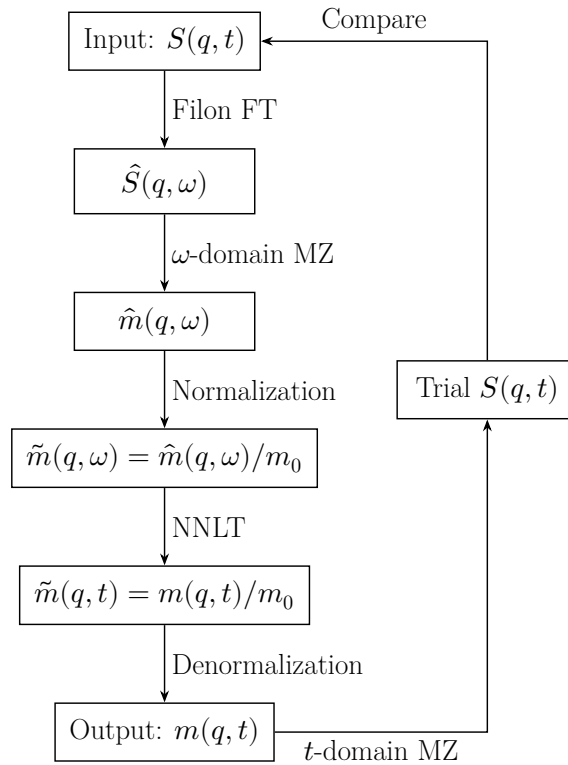 Input: S(q, t)
Compare
Filon FT
Ŝ(q, ω)
ω-domain MZ
m̂(q, ω)
Normalization
Trial S(q, t)
m̃(q, ω) = m̂(q, ω)/m₀
NNLT
m̃(q, t) = m(q, t)/m₀
Denormalization
Output: m(q, t)
t-domain MZ